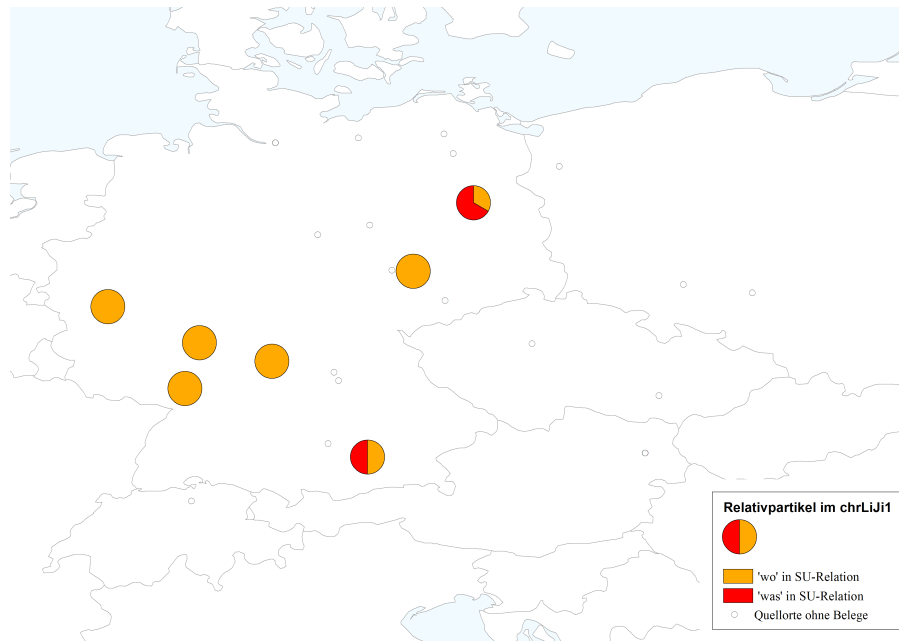 Relativpartikel im chrLiJi1
'wo' in SU-Relation
'was' in SU-Relation
Quellorte ohne Belege